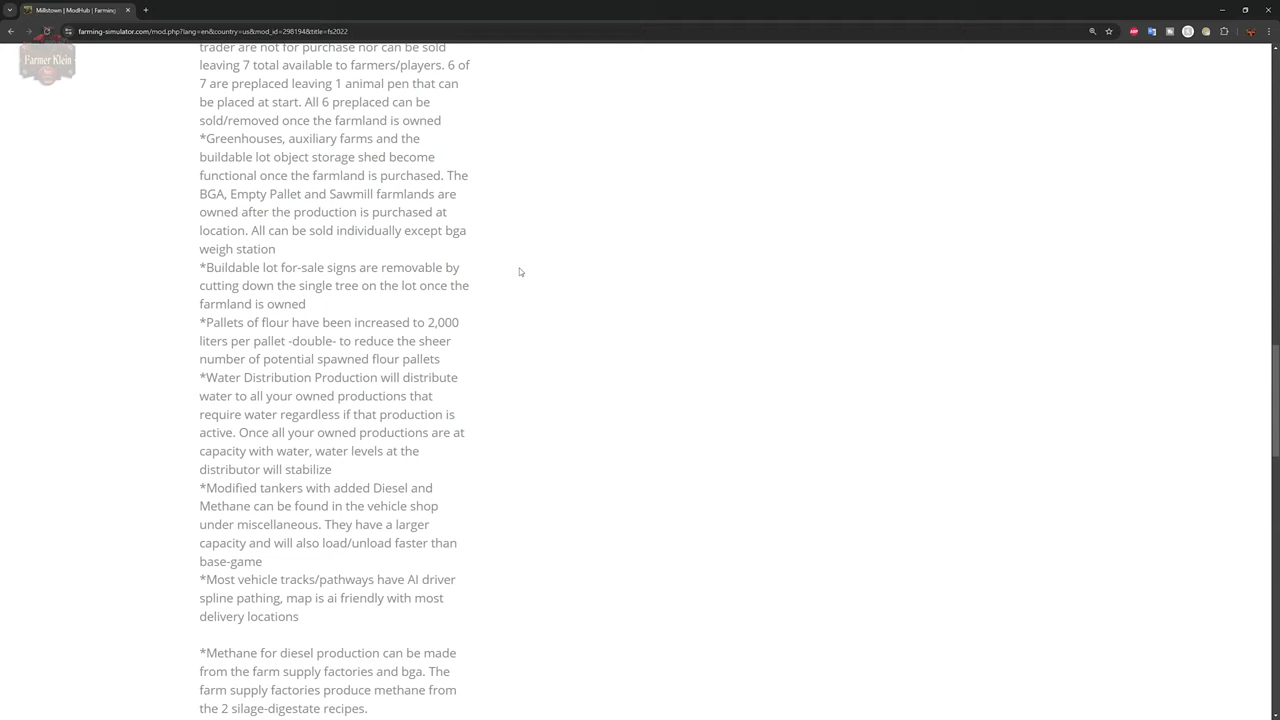 Millstown | ModHub | Farming
farming-simulator.com/mod.php?lang=en&country=us&mod_id=298194&title=fs2022
Farmer Klein
trader are not for purchase nor can be sold
leaving 7 total available to farmers/players. 6 of
7 are preplaced leaving 1 animal pen that can
be placed at start. All 6 preplaced can be
sold/removed once the farmland is owned
*Greenhouses, auxiliary farms and the
buildable lot object storage shed become
functional once the farmland is purchased. The
BGA, Empty Pallet and Sawmill farmlands are
owned after the production is purchased at
location. All can be sold individually except bga
weigh station
*Buildable lot for-sale signs are removable by
cutting down the single tree on the lot once the
farmland is owned
*Pallets of flour have been increased to 2,000
liters per pallet -double- to reduce the sheer
number of potential spawned flour pallets
*Water Distribution Production will distribute
water to all your owned productions that
require water regardless if that production is
active. Once all your owned productions are at
capacity with water, water levels at the
distributor will stabilize
*Modified tankers with added Diesel and
Methane can be found in the vehicle shop
under miscellaneous. They have a larger
capacity and will also load/unload faster than
base-game
*Most vehicle tracks/pathways have AI driver
spline pathing, map is ai friendly with most
delivery locations
*Methane for diesel production can be made
from the farm supply factories and bga. The
farm supply factories produce methane from
the 2 silage-digestate recipes.